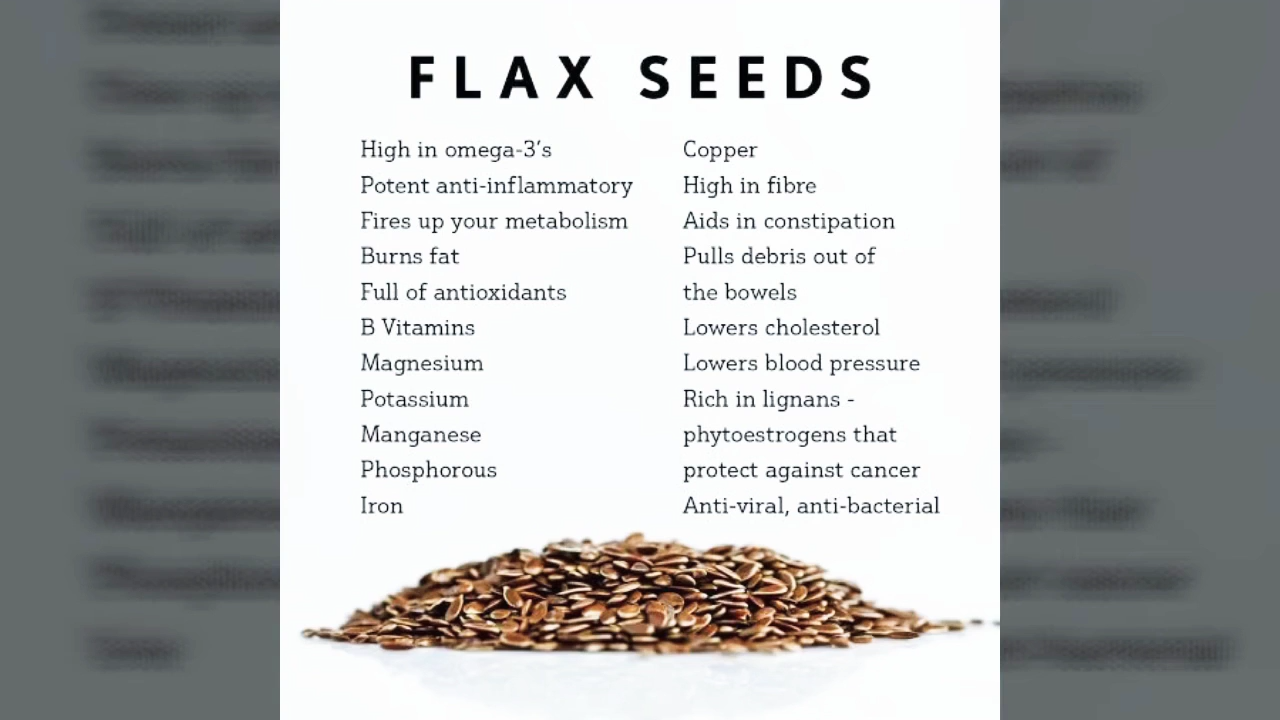 FLAX SEEDS
High in omega-3’s
Potent anti-inflammatory
Fires up your metabolism
Burns fat
Full of antioxidants
B Vitamins
Magnesium
Potassium
Manganese
Phosphorous
Iron
Copper
High in fibre
Aids in constipation
Pulls debris out of
the bowels
Lowers cholesterol
Lowers blood pressure
Rich in lignans -
phytoestrogens that
protect against cancer
Anti-viral, anti-bacterial